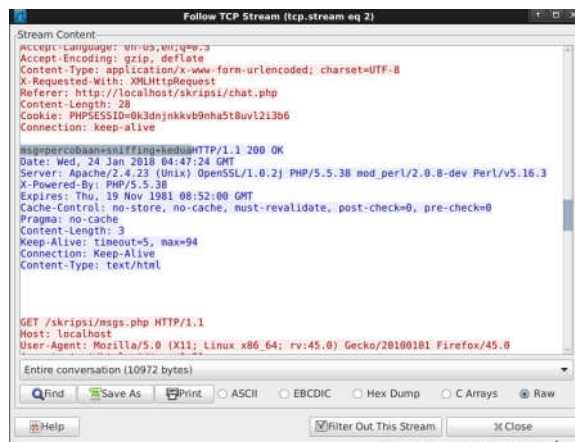 Follow TCP Stream (tcp.stream eq 2)
Stream Content
Accept-Language: en-US,en;q=0.5
Accept-Encoding: gzip, deflate
Content-Type: application/x-www-form-urlencoded; charset=UTF-8
X-Requested-With: XMLHttpRequest
Referer: http://localhost/skripsi/chat.php
Content-Length: 28
Cookie: PHPSESSID=0k3dnjnkkvb9nha5t8uvl2i3b6
Connection: keep-alive
msg=percobaan+sniffing+keduaHTTP/1.1 200 OK
Date: Wed, 24 Jan 2018 04:47:24 GMT
Server: Apache/2.4.23 (Unix) OpenSSL/1.0.2j PHP/5.5.38 mod_perl/2.0.8-dev Perl/v5.16.3
X-Powered-By: PHP/5.5.38
Expires: Thu, 19 Nov 1981 08:52:00 GMT
Cache-Control: no-store, no-cache, must-revalidate, post-check=0, pre-check=0
Pragma: no-cache
Content-Length: 3
Keep-Alive: timeout=5, max=94
Connection: Keep-Alive
Content-Type: text/html
GET /skripsi/msgs.php HTTP/1.1
Host: localhost
User-Agent: Mozilla/5.0 (X11; Linux x86_64; rv:45.0) Gecko/20100101 Firefox/45.0
Entire conversation (10972 bytes)
Find Save As Print ASCII EBCDIC Hex Dump C Arrays Raw
Help Filter Out This Stream Close